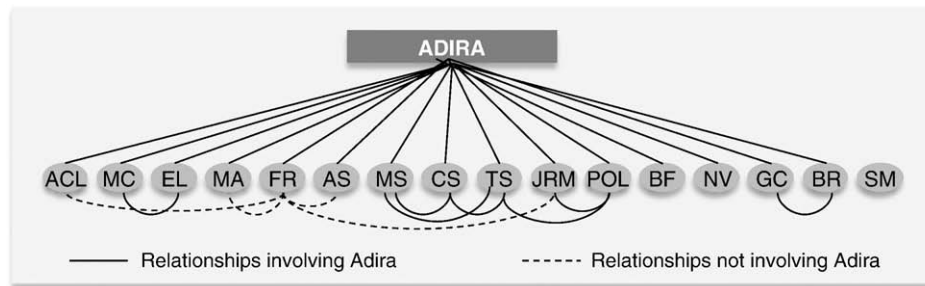 ADIRA
ACL MC EL MA FR AS MS CS TS JRM POL BF NV GC BR SM
Relationships involving Adira Relationships not involving Adira